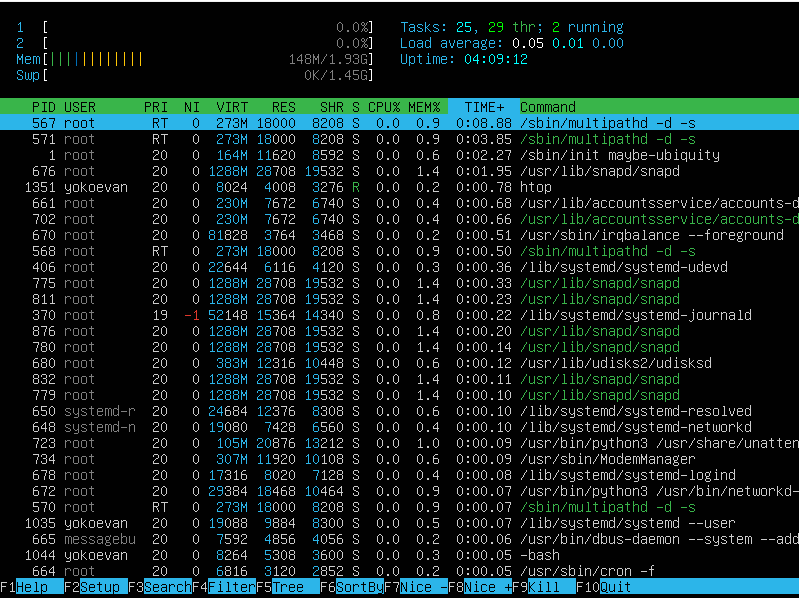 1 [ 0.0%] Tasks: 25, 29 thr; 2 running
2 [ 0.0%] Load average: 0.05 0.01 0.00
Mem[||||||||||||| 148M/1.93G] Uptime: 04:09:12
Swp[ 0K/1.45G]
PID USER PRI NI VIRT RES SHR S CPU% MEM% TIME+ Command
567 root RT 0 273M 18000 8208 S 0.0 0.9 0:08.88 /sbin/multipathd -d -s
571 root RT 0 273M 18000 8208 S 0.0 0.9 0:03.85 /sbin/multipathd -d -s
1 root 20 0 164M 11620 8592 S 0.0 0.6 0:02.27 /sbin/init maybe-ubiquity
676 root 20 0 1288M 28708 19532 S 0.0 1.4 0:01.95 /usr/lib/snapd/snapd
1351 yokoevan 20 0 8024 4008 3276 R 0.0 0.2 0:00.78 htop
661 root 20 0 230M 7672 6740 S 0.0 0.4 0:00.68 /usr/lib/accountsservice/accounts-d
702 root 20 0 230M 7672 6740 S 0.0 0.4 0:00.66 /usr/lib/accountsservice/accounts-d
670 root 20 0 81828 3764 3468 S 0.0 0.2 0:00.51 /usr/sbin/irqbalance --foreground
568 root RT 0 273M 18000 8208 S 0.0 0.9 0:00.50 /sbin/multipathd -d -s
406 root 20 0 22644 6116 4120 S 0.0 0.3 0:00.36 /lib/systemd/systemd-udevd
775 root 20 0 1288M 28708 19532 S 0.0 1.4 0:00.33 /usr/lib/snapd/snapd
811 root 20 0 1288M 28708 19532 S 0.0 1.4 0:00.23 /usr/lib/snapd/snapd
370 root 19 -1 52148 15364 14340 S 0.0 0.8 0:00.22 /lib/systemd/systemd-journald
876 root 20 0 1288M 28708 19532 S 0.0 1.4 0:00.20 /usr/lib/snapd/snapd
780 root 20 0 1288M 28708 19532 S 0.0 1.4 0:00.14 /usr/lib/snapd/snapd
680 root 20 0 383M 12316 10448 S 0.0 0.6 0:00.12 /usr/lib/udisks2/udisksd
832 root 20 0 1288M 28708 19532 S 0.0 1.4 0:00.11 /usr/lib/snapd/snapd
779 root 20 0 1288M 28708 19532 S 0.0 1.4 0:00.10 /usr/lib/snapd/snapd
650 systemd-r 20 0 24684 12376 8308 S 0.0 0.6 0:00.10 /lib/systemd/systemd-resolved
648 systemd-n 20 0 19080 7428 6560 S 0.0 0.4 0:00.10 /lib/systemd/systemd-networkd
723 root 20 0 105M 20876 13212 S 0.0 1.0 0:00.09 /usr/bin/python3 /usr/share/unatten
734 root 20 0 307M 11920 10108 S 0.0 0.6 0:00.09 /usr/sbin/ModemManager
678 root 20 0 17316 8020 7128 S 0.0 0.4 0:00.08 /lib/systemd/systemd-logind
672 root 20 0 29384 18468 10464 S 0.0 0.9 0:00.07 /usr/bin/python3 /usr/bin/networkd-
570 root RT 0 273M 18000 8208 S 0.0 0.9 0:00.07 /sbin/multipathd -d -s
1035 yokoevan 20 0 19088 9884 8300 S 0.0 0.5 0:00.07 /lib/systemd/systemd --user
665 messagebu 20 0 7592 4856 4056 S 0.0 0.2 0:00.06 /usr/bin/dbus-daemon --system --add
1044 yokoevan 20 0 8264 5308 3600 S 0.0 0.3 0:00.05 -bash
664 root 20 0 6816 3120 2852 S 0.0 0.2 0:00.05 /usr/sbin/cron -f
F1Help F2Setup F3SearchF4FilterF5Tree F6SortByF7Nice -F8Nice +F9Kill F10Quit